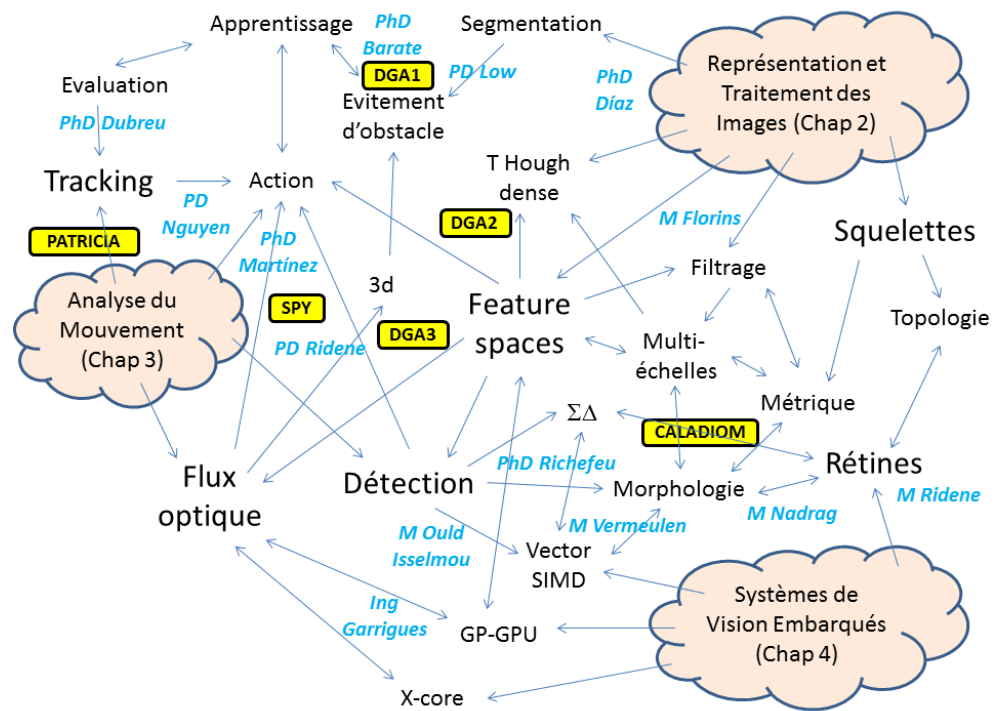 Apprentissage
PhD
Barate
Segmentation
DGA1
PD Low
PhD
Díaz
Représentation et
Traitement des
Images (Chap 2)
Evaluation
Evitement
d'obstacle
PhD Dubreu
T Hough
dense
Tracking
Action
PD
Nguyen
DGA2
M Florins
Squelettes
PATRICIA
PhD
Martínez
Filtrage
3d
Analyse du
Mouvement
(Chap 3)
SPY
Feature
spaces
Topologie
PD Ridene
DGA3
Multi-
échelles
Métrique
ΣΔ
CALADIOM
PhD Richefeu
Rétines
Flux
optique
Détection
Morphologie
M Ridene
M Nadrag
M Ould
Isselmou
M Vermeulen
Vector
SIMD
Systèmes de
Vision Embarqués
(Chap 4)
Ing
Garrigues
GP-GPU
X-core